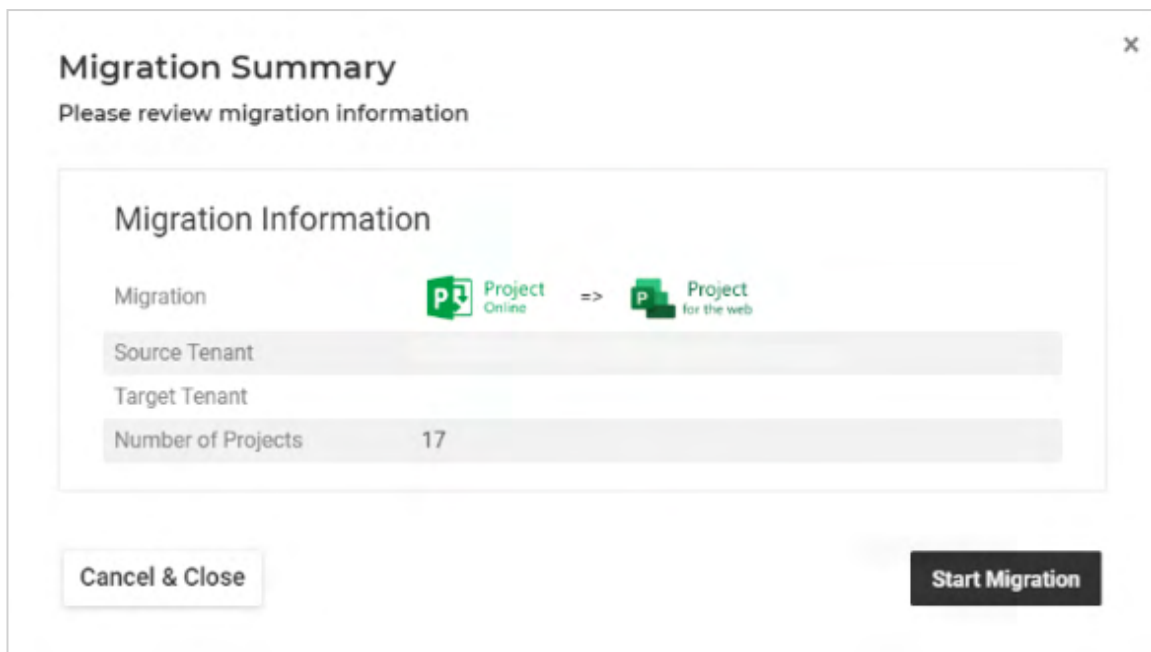 ×
Migration Summary
Please review migration information
Migration Information
Migration P Project Online => P Project for the web
Source Tenant
Target Tenant
Number of Projects 17
Cancel & Close Start Migration